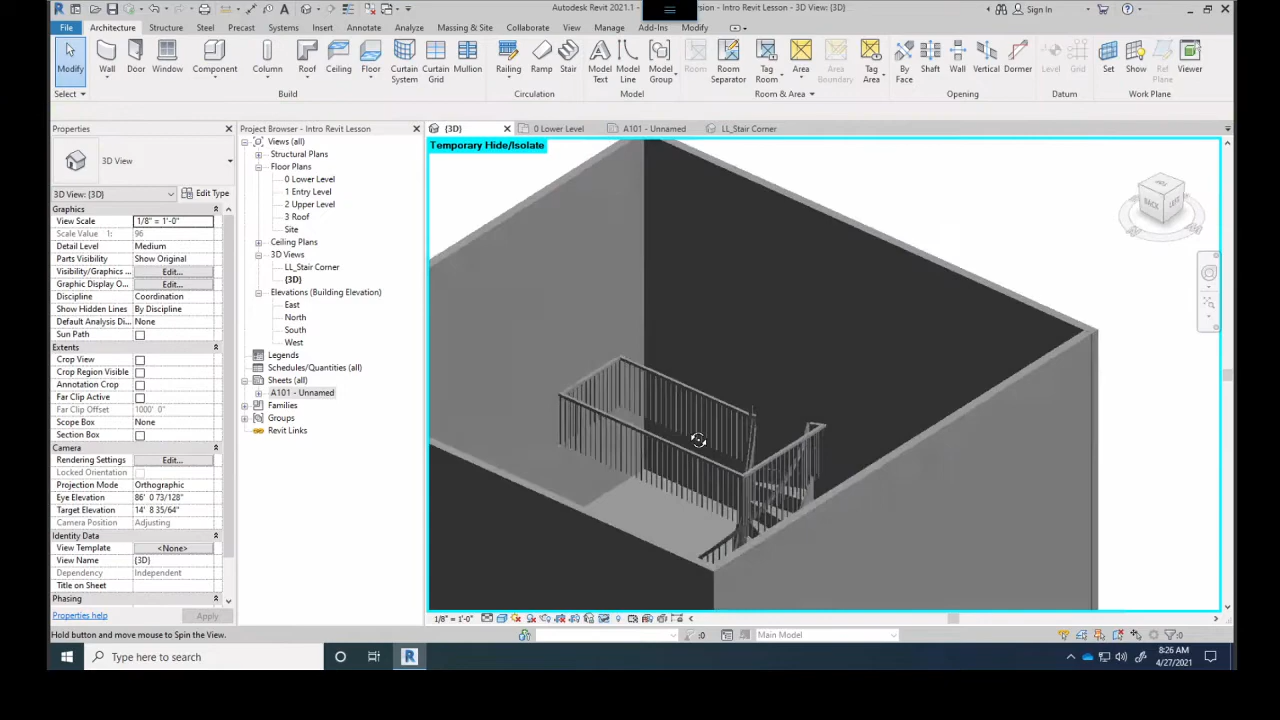 Autodesk Revit 2021.1 -
sion - Intro Revit Lesson - 3D View: {3D}
Sign In
File
Architecture
Structure
Steel
Precast
Systems
Insert
Annotate
Analyze
Massing & Site
Collaborate
View
Manage
Add-Ins
Modify
Modify
Wall
Door
Window
Component
Column
Roof
Ceiling
Floor
Curtain System
Curtain Grid
Mullion
Railing
Ramp
Stair
Model Text
Model Line
Model Group
Room
Room Separator
Tag Room
Area
Area Boundary
Tag Area
By Face
Shaft
Wall
Vertical
Dormer
Level
Grid
Set
Show
Ref Plane
Viewer
Select
Build
Circulation
Model
Room & Area
Opening
Datum
Work Plane
Properties
3D View
3D View: {3D}
Edit Type
Graphics
View Scale 1/8" = 1'-0"
Scale Value 1: 96
Detail Level Medium
Parts Visibility Show Original
Visibility/Graphics ... Edit...
Graphic Display O... Edit...
Discipline Coordination
Show Hidden Lines By Discipline
Default Analysis Di... None
Sun Path
Extents
Crop View
Crop Region Visible
Annotation Crop
Far Clip Active
Far Clip Offset 1000' 0"
Scope Box None
Section Box
Camera
Rendering Settings Edit...
Locked Orientation
Projection Mode Orthographic
Eye Elevation 86' 0 73/128"
Target Elevation 14' 8 35/64"
Camera Position Adjusting
Identity Data
View Template <None>
View Name {3D}
Dependency Independent
Title on Sheet
Phasing
Properties help
Apply
Project Browser - Intro Revit Lesson
Views (all)
Structural Plans
Floor Plans
0 Lower Level
1 Entry Level
2 Upper Level
3 Roof
Site
Ceiling Plans
3D Views
LL_Stair Corner
{3D}
Elevations (Building Elevation)
East
North
South
West
Legends
Schedules/Quantities (all)
Sheets (all)
A101 - Unnamed
Families
Groups
Revit Links
{3D}
0 Lower Level
A101 - Unnamed
LL_Stair Corner
Temporary Hide/Isolate
TOP
BACK
LEFT
1/8" = 1'-0"
Hold button and move mouse to Spin the View.
:0
Main Model
:0
Type here to search
8:26 AM
4/27/2021